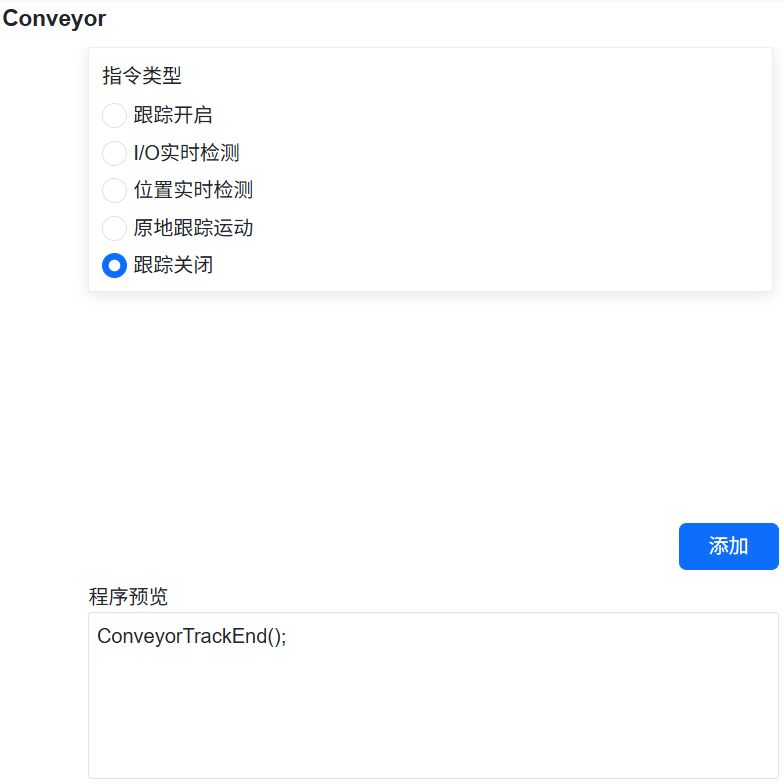 Conveyor
指令类型
跟踪开启
I/O实时检测
位置实时检测
原地跟踪运动
跟踪关闭
添加
程序预览
ConveyorTrackEnd();